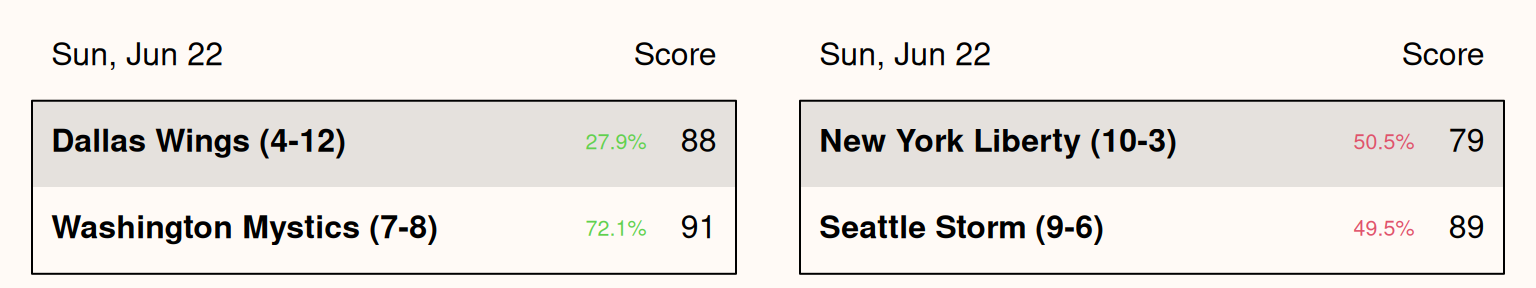 Sun, Jun 22 Score
Dallas Wings (4-12) 27.9% 88
Washington Mystics (7-8) 72.1% 91
Sun, Jun 22 Score
New York Liberty (10-3) 50.5% 79
Seattle Storm (9-6) 49.5% 89